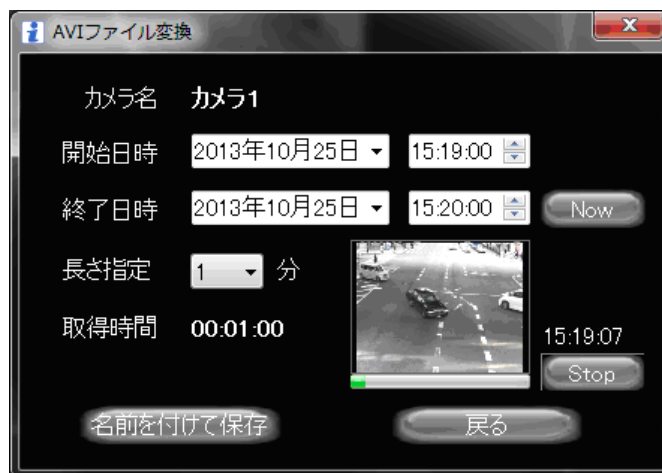 AVIファイル変換
カメラ名 カメラ1
開始日時 2013年10月25日 15:19:00
終了日時 2013年10月25日 15:20:00 Now
長さ指定 1 分
取得時間 00:01:00
15:19:07
Stop
名前を付けて保存 戻る